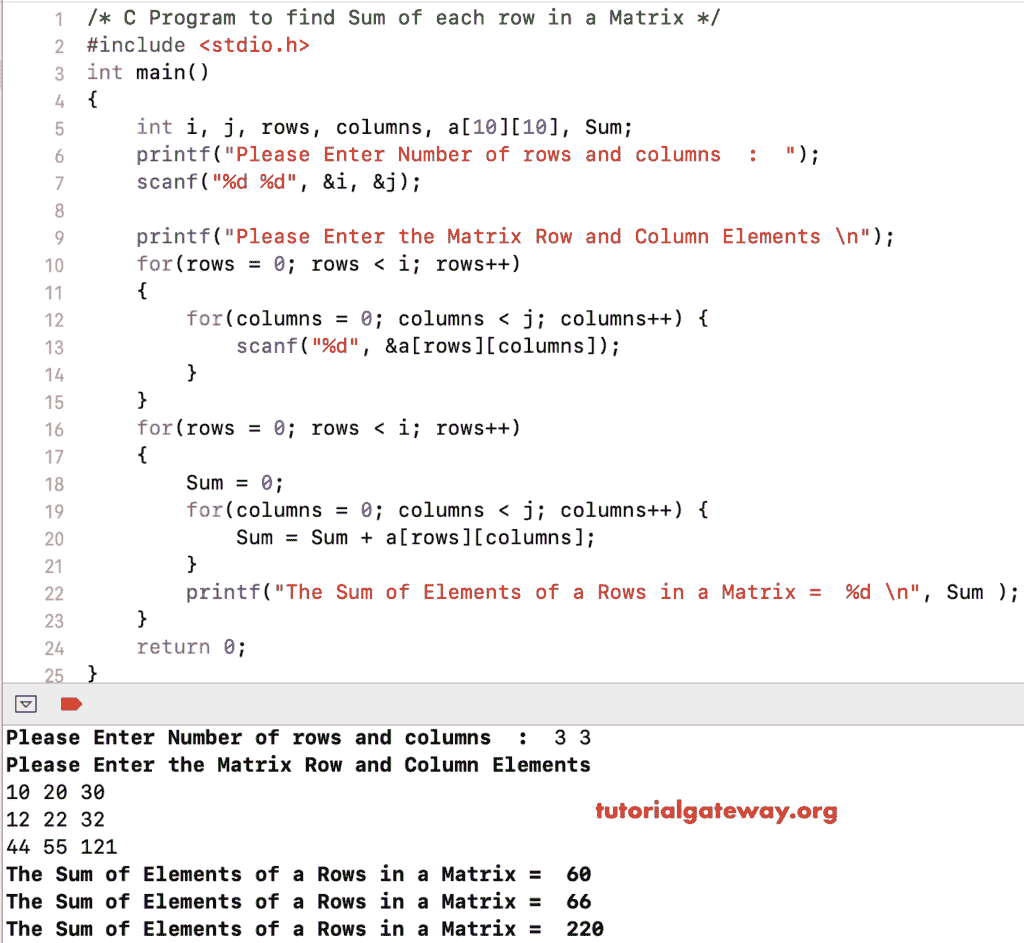 1 /* C Program to find Sum of each row in a Matrix */
2 #include <stdio.h>
3 int main()
4 {
5     int i, j, rows, columns, a[10][10], Sum;
6     printf("Please Enter Number of rows and columns  :  ");
7     scanf("%d %d", &i, &j);
8
9     printf("Please Enter the Matrix Row and Column Elements \n");
10     for(rows = 0; rows < i; rows++)
11     {
12         for(columns = 0; columns < j; columns++) {
13             scanf("%d", &a[rows][columns]);
14         }
15     }
16     for(rows = 0; rows < i; rows++)
17     {
18         Sum = 0;
19         for(columns = 0; columns < j; columns++) {
20             Sum = Sum + a[rows][columns];
21         }
22         printf("The Sum of Elements of a Rows in a Matrix =  %d \n", Sum );
23     }
24     return 0;
25 }
Please Enter Number of rows and columns  :  3 3
Please Enter the Matrix Row and Column Elements
10 20 30
12 22 32
tutorialgateway.org
44 55 121
The Sum of Elements of a Rows in a Matrix =  60
The Sum of Elements of a Rows in a Matrix =  66
The Sum of Elements of a Rows in a Matrix =  220